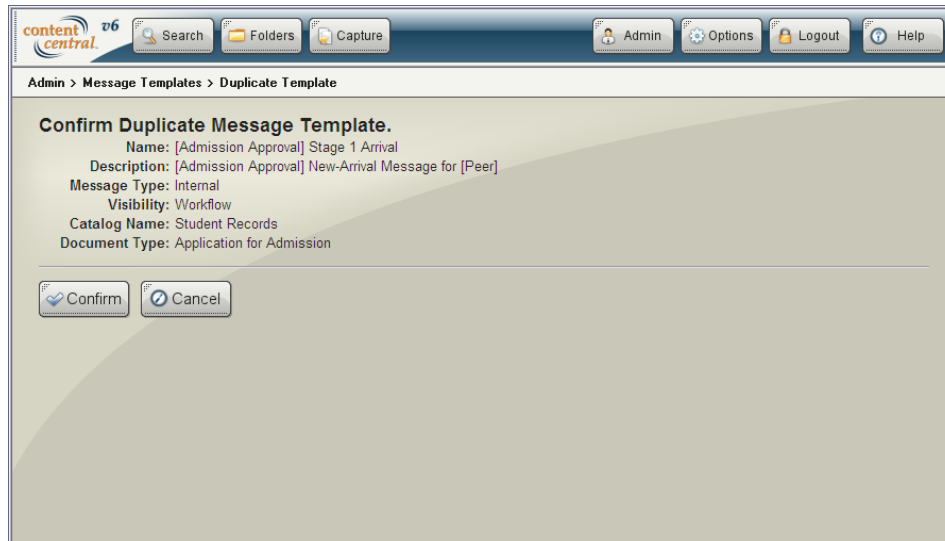 content central. v6 Search Folders Capture Admin Options Logout Help
Admin > Message Templates > Duplicate Template
Confirm Duplicate Message Template.
Name: [Admission Approval] Stage 1 Arrival
Description: [Admission Approval] New-Arrival Message for [Peer]
Message Type: Internal
Visibility: Workflow
Catalog Name: Student Records
Document Type: Application for Admission
Confirm Cancel